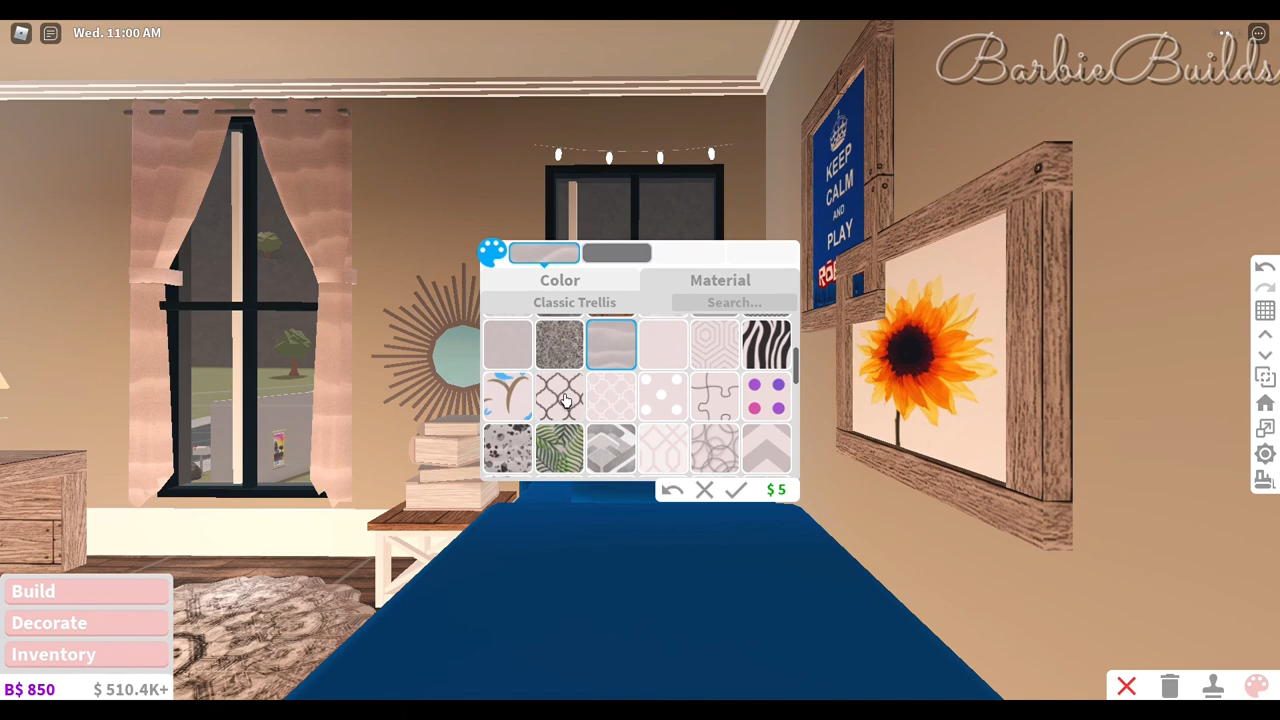 Wed. 11:00 AM
BarbieBuilds
KEEP
CALM
AND
PLAY
Color
Material
Classic Trellis
Search...
$ 5
Build
Decorate
Inventory
B$ 850
$ 510.4K+